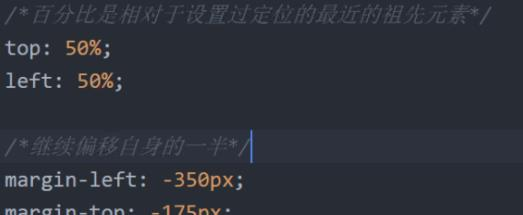 /*百分比是相对于设置过定位的最近的祖先元素*/
top: 50%;
left: 50%;
/*继续偏移自身的一半*/
margin-left: -350px;
margin-top: -175px;